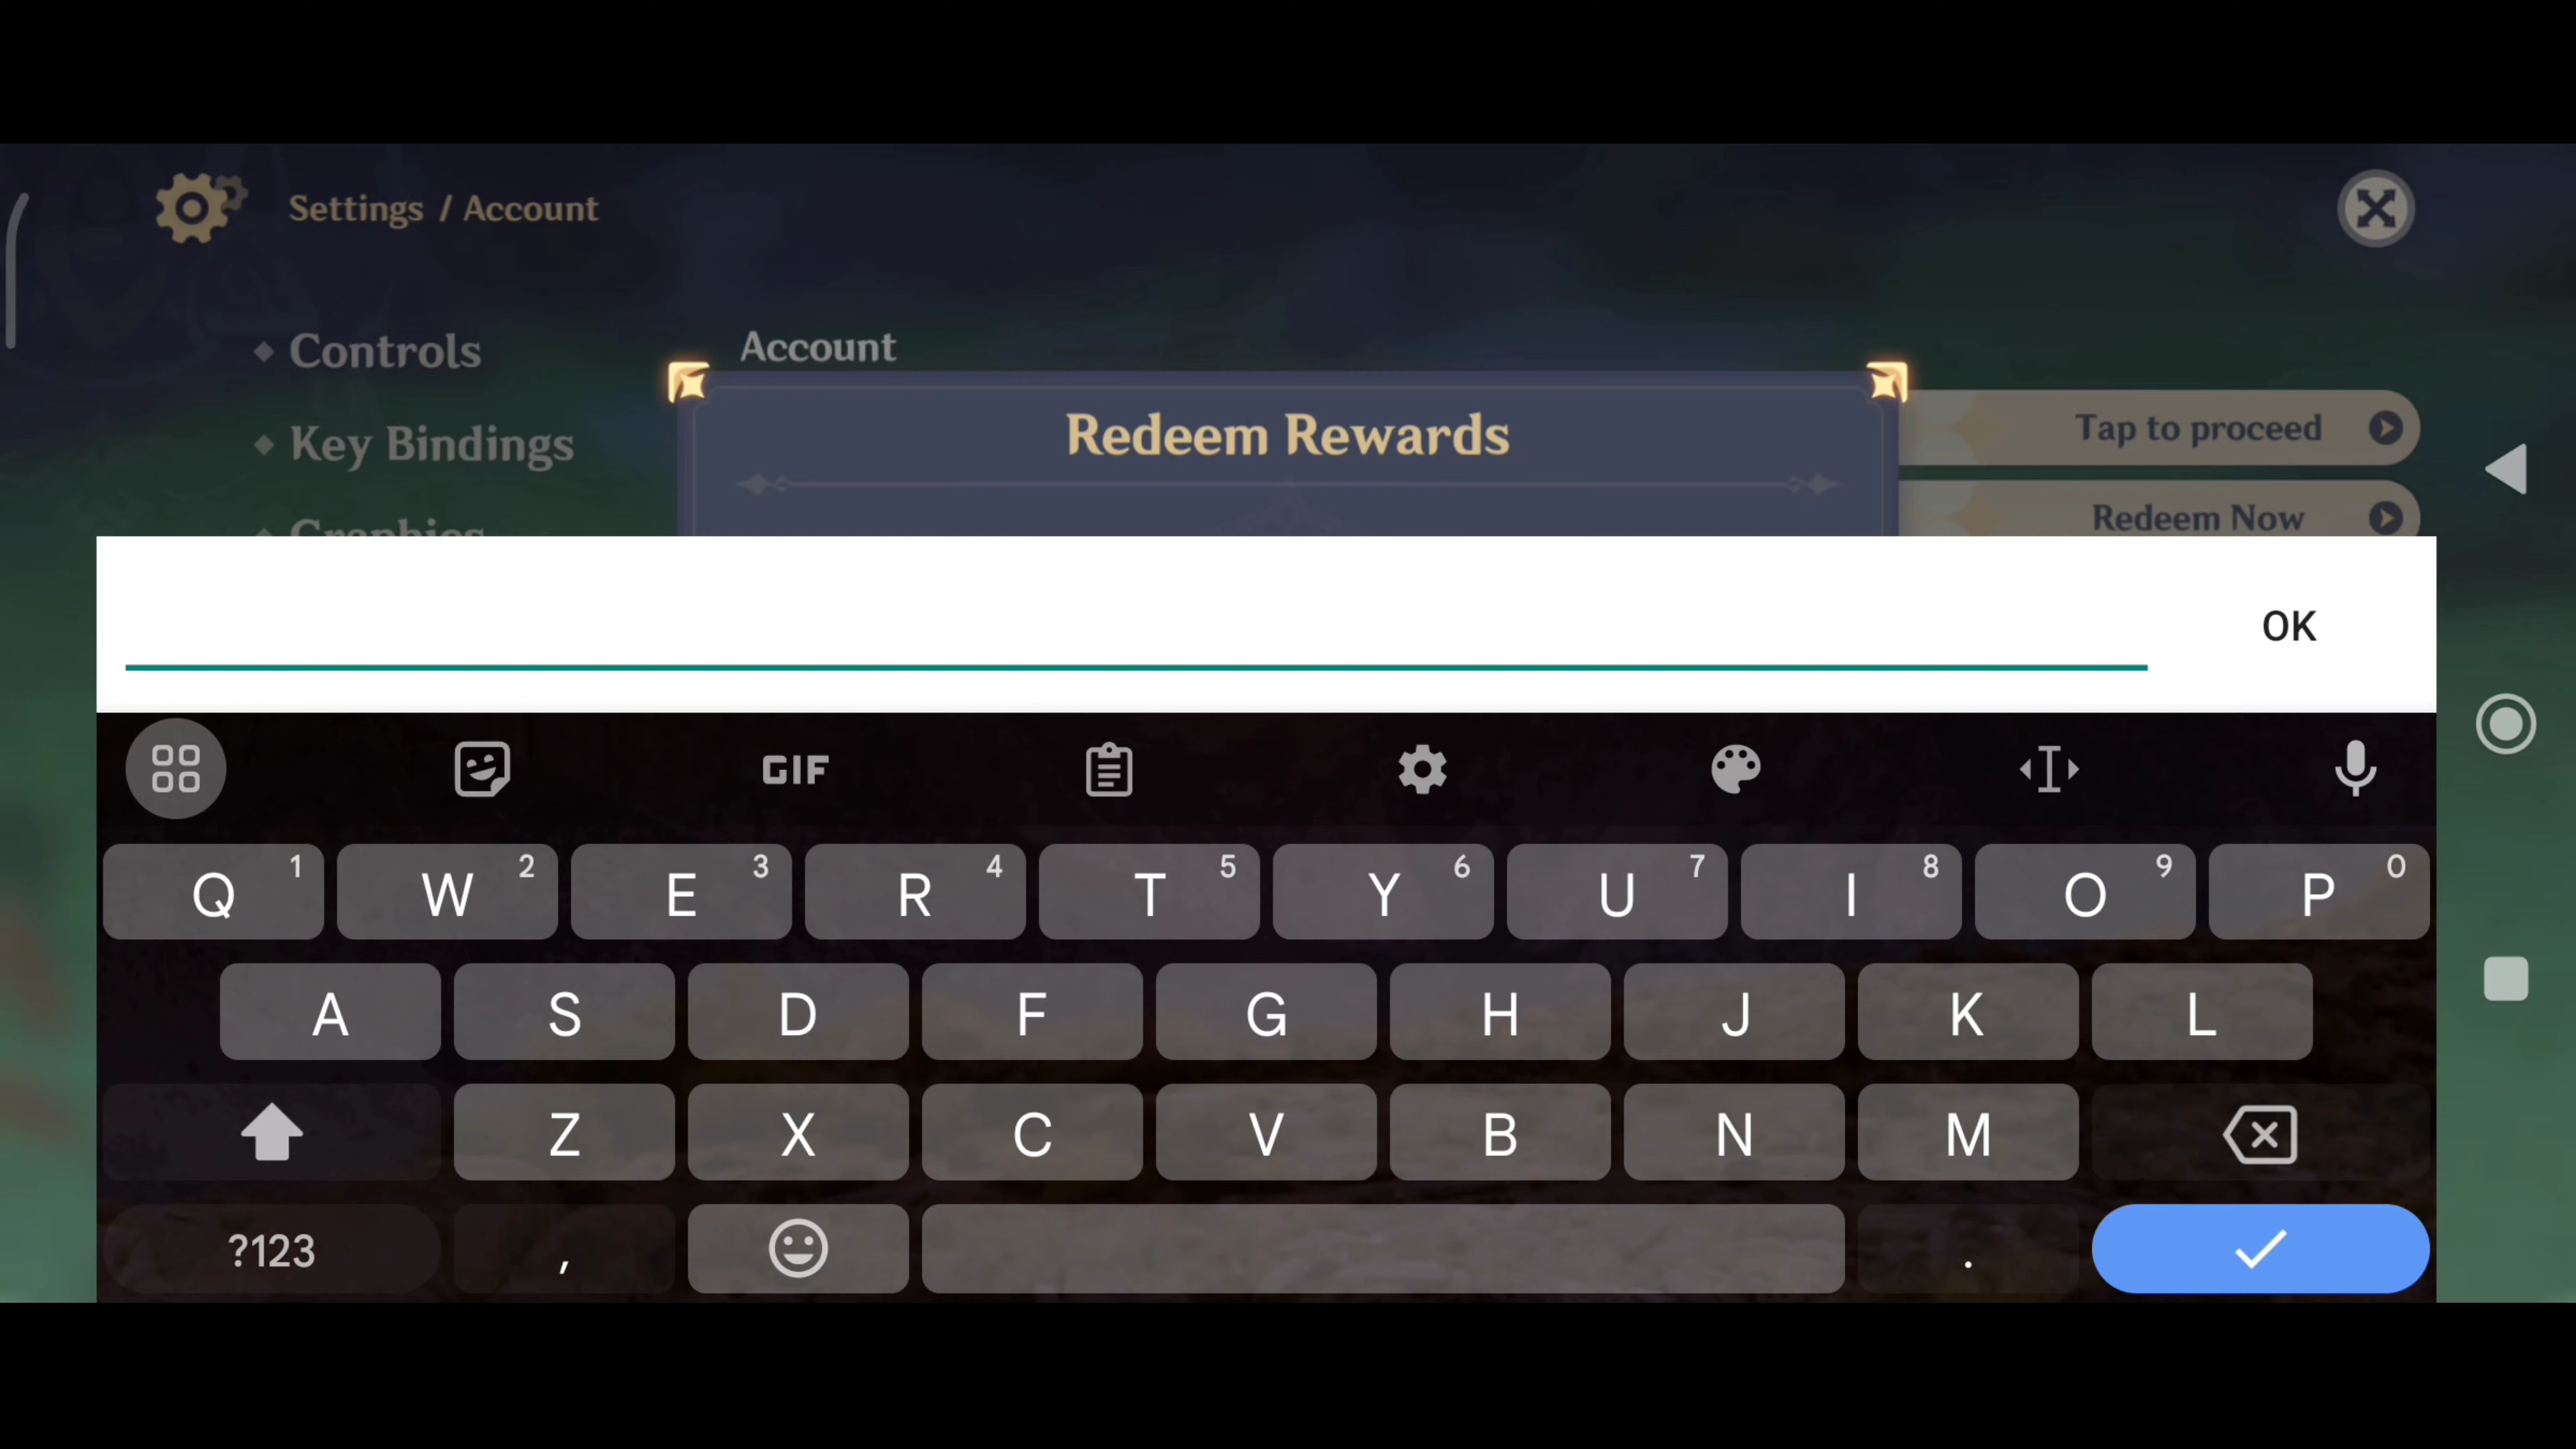 Settings / Account
Controls
Account
Key Bindings
Redeem Rewards
Tap to proceed
Graphics
Redeem Now
OK
GIF
Q 1 W 2 E 3 R 4 T 5 Y 6 U 7 I 8 O 9 P 0
A S D F G H J K L
Z X C V B N M
?123 , .